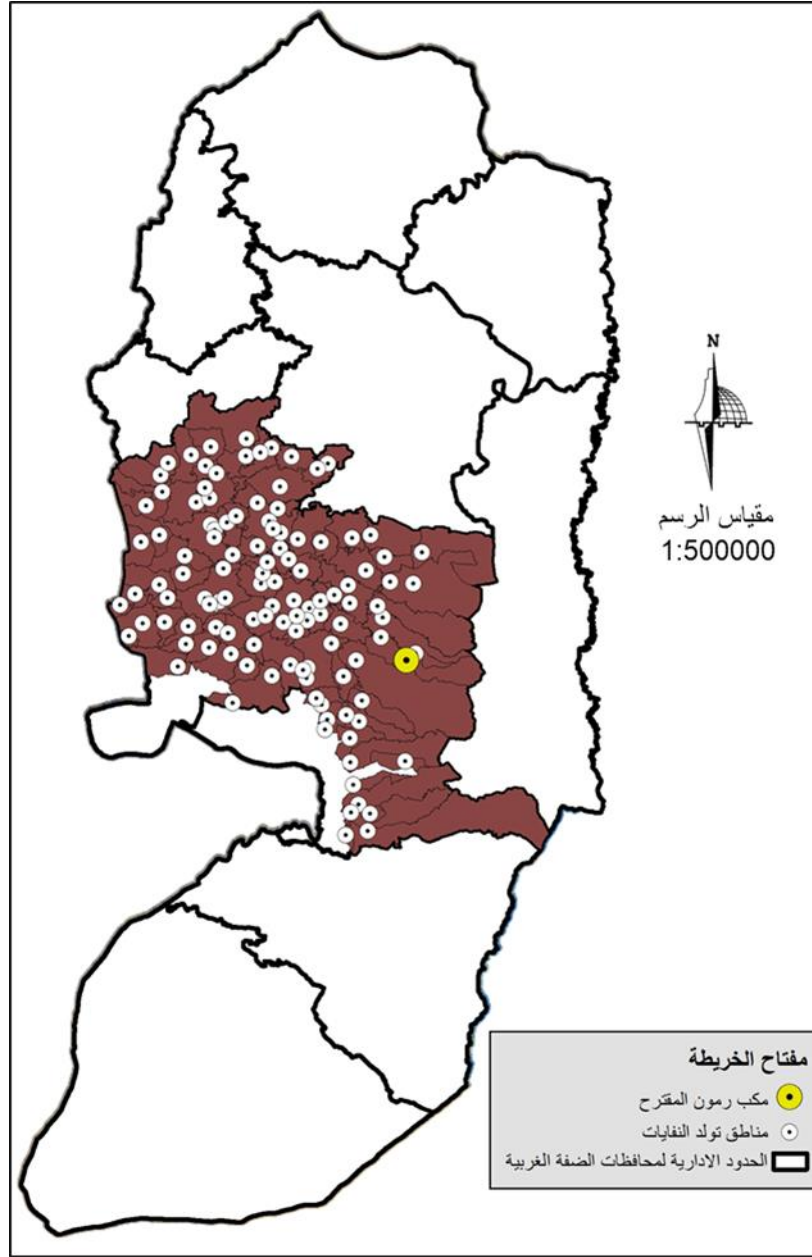 N
مقياس الرسم
1:500000
مفتاح الخريطة
مكب رمون المقترح
مناطق تولد النفايات
الحدود الادارية لمحافظات الضفة الغربية